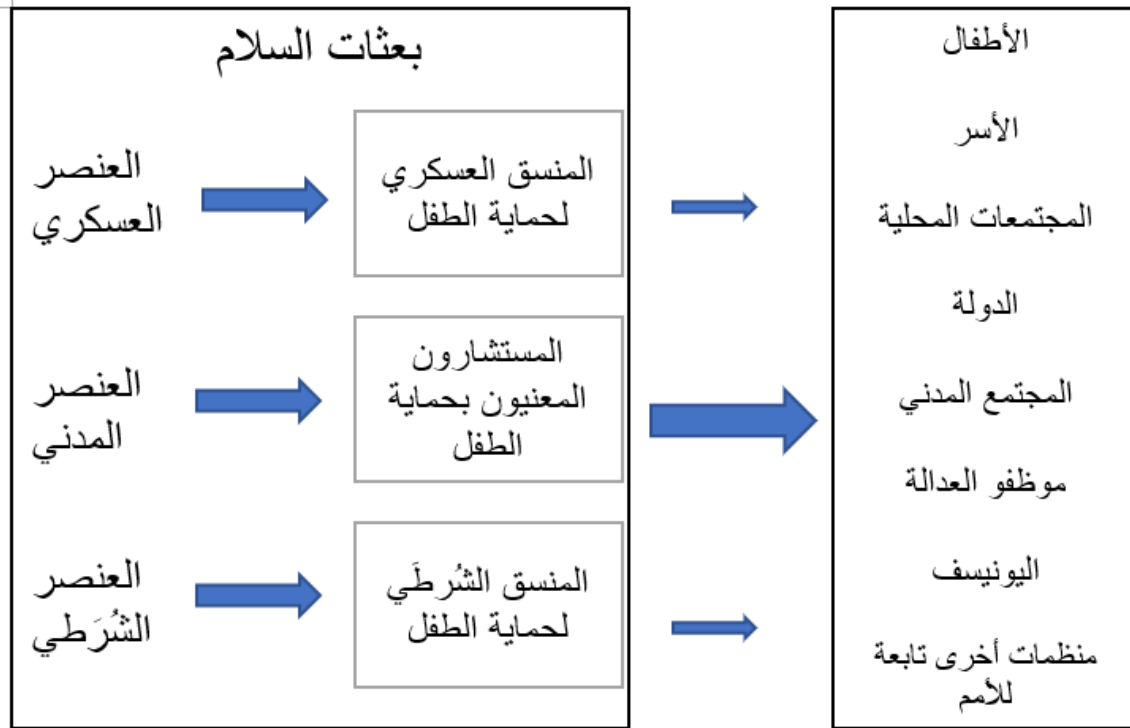 بعثات السلام
العنصر
العسكري
المنسق العسكري
لحماية الطفل
العنصر
المدني
المستشارون
المعنيون بحماية
الطفل
العنصر
الشُرَطي
المنسق الشُرطَي
لحماية الطفل
الأطفال
الأسر
المجتمعات المحلية
الدولة
المجتمع المدني
موظفو العدالة
اليونيسف
منظمات أخرى تابعة
للأمم